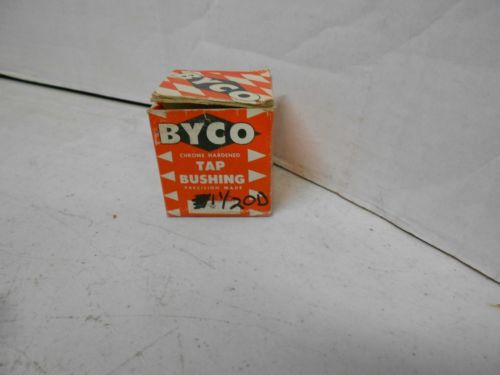 BYCO
BYCO
CHROME HARDENED
TAP
BUSHING
PRECISION MADE